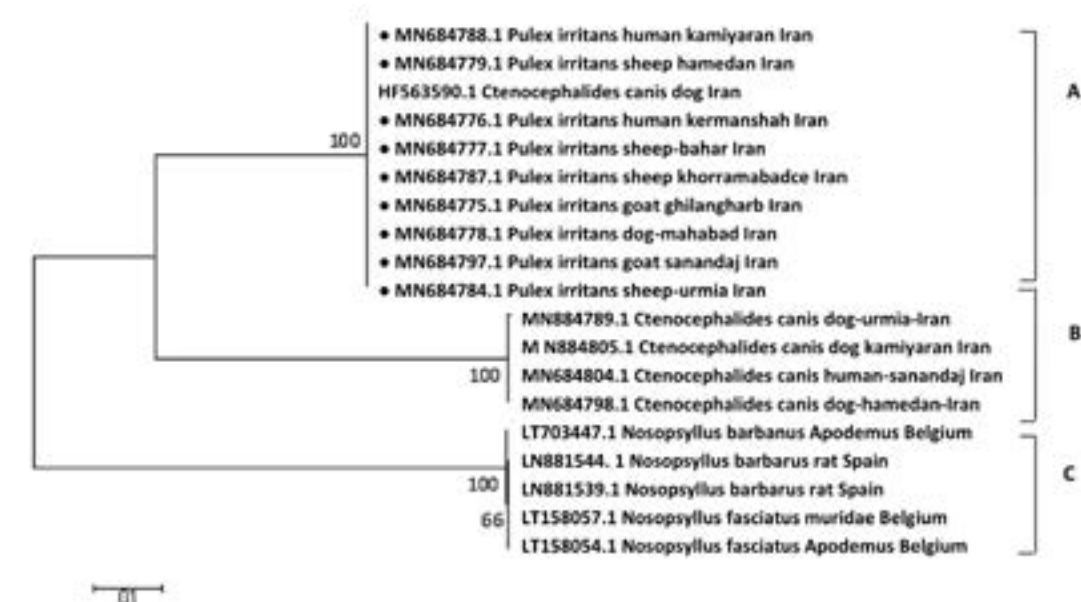 ● MN684788.1 Pulex irritans human kamiyaran Iran
● MN684779.1 Pulex irritans sheep hamedan Iran
HF563590.1 Ctenocephalides canis dog Iran
A
● MN684776.1 Pulex irritans human kermanshah Iran
100
● MN684777.1 Pulex irritans sheep-bahar Iran
● MN684787.1 Pulex irritans sheep khorramabadce Iran
● MN684775.1 Pulex irritans goat ghilangharb Iran
● MN684778.1 Pulex irritans dog-mahabad Iran
● MN684797.1 Pulex irritans goat sanandaj Iran
● MN684784.1 Pulex irritans sheep-urmia Iran
MN884789.1 Ctenocephalides canis dog-urmia-Iran
B
M N884805.1 Ctenocephalides canis dog kamiyaran Iran
100
MN684804.1 Ctenocephalides canis human-sanandaj Iran
MN684798.1 Ctenocephalides canis dog-hamedan-Iran
LT703447.1 Nosopsyllus barbanus Apodemus Belgium
LN881544. 1 Nosopsyllus barbarus rat Spain
C
100
LN881539.1 Nosopsyllus barbarus rat Spain
66
LT158057.1 Nosopsyllus fasciatus muridae Belgium
LT158054.1 Nosopsyllus fasciatus Apodemus Belgium
01